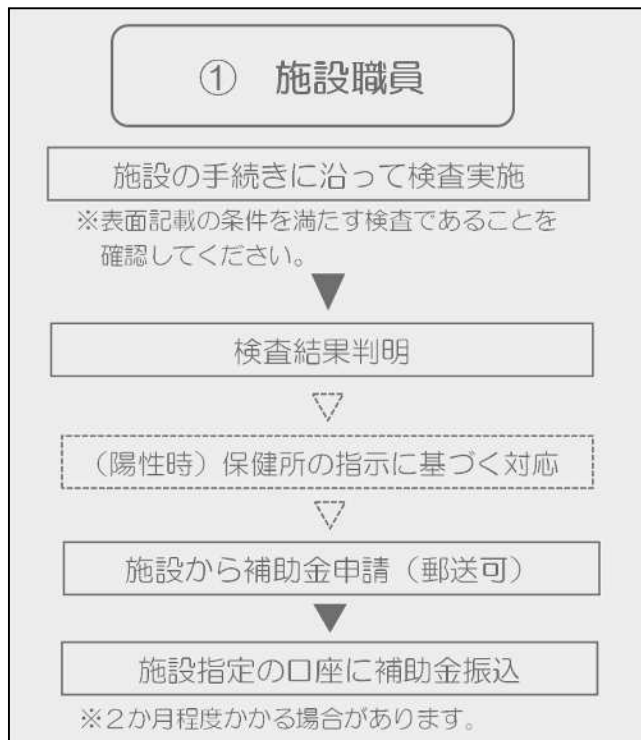 ① 施設職員
施設の手続きに沿って検査実施
※表面記載の条件を満たす検査であることを
確認してください。
検査結果判明
（陽性時）保健所の指示に基づく対応
施設から補助金申請（郵送可）
施設指定の口座に補助金振込
※２か月程度かかる場合があります。